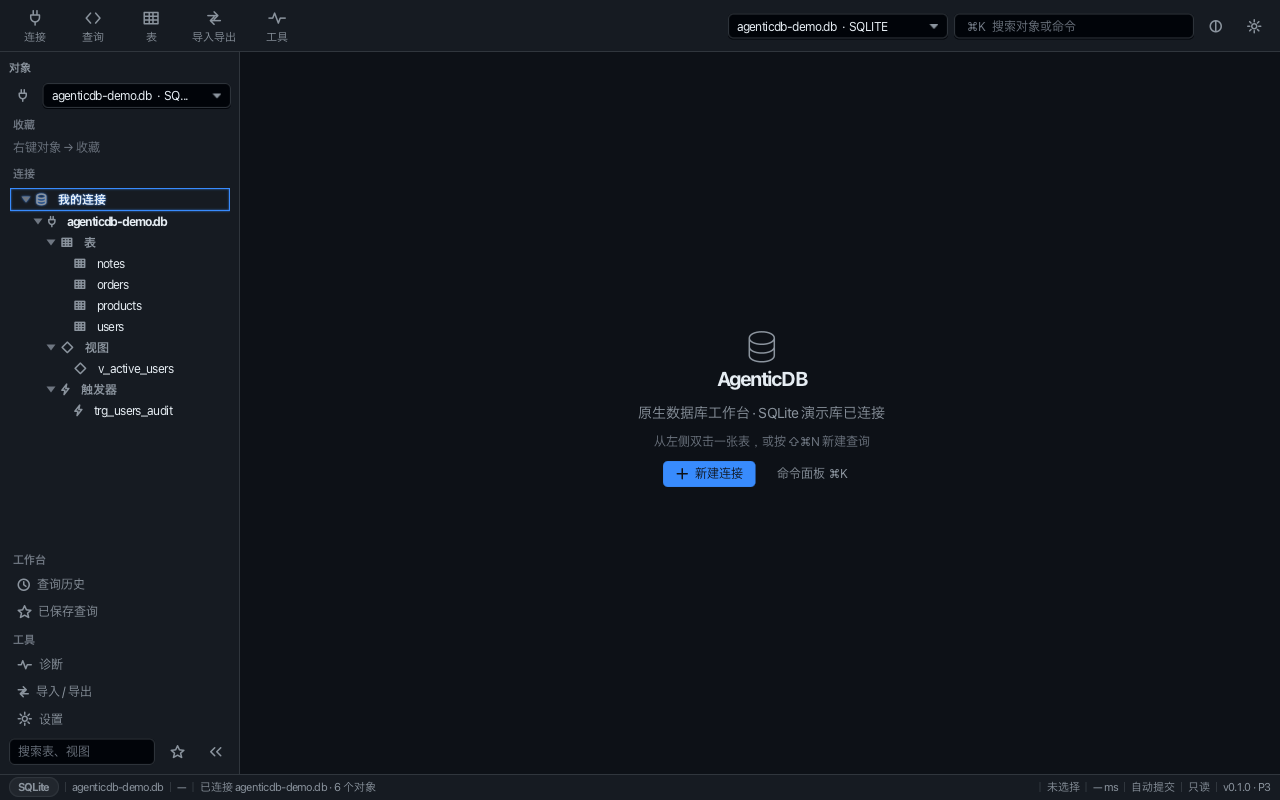 连接 查询 表 导入导出 工具 agenticdb-demo.db · SQLITE ⌘K 搜索对象或命令
对象
agenticdb-demo.db · SQ...
收藏
右键对象 → 收藏
连接
我的连接
agenticdb-demo.db
表
notes
orders
products
users
视图
v_active_users
触发器
trg_users_audit
AgenticDB
原生数据库工作台 · SQLite 演示库已连接
从左侧双击一张表，或按 ⇧⌘N 新建查询
新建连接 命令面板 ⌘K
工作台
查询历史
已保存查询
工具
诊断
导入 / 导出
设置
搜索表、视图
SQLite agenticdb-demo.db — 已连接 agenticdb-demo.db · 6 个对象 未选择 — ms 自动提交 只读 v0.1.0 · P3